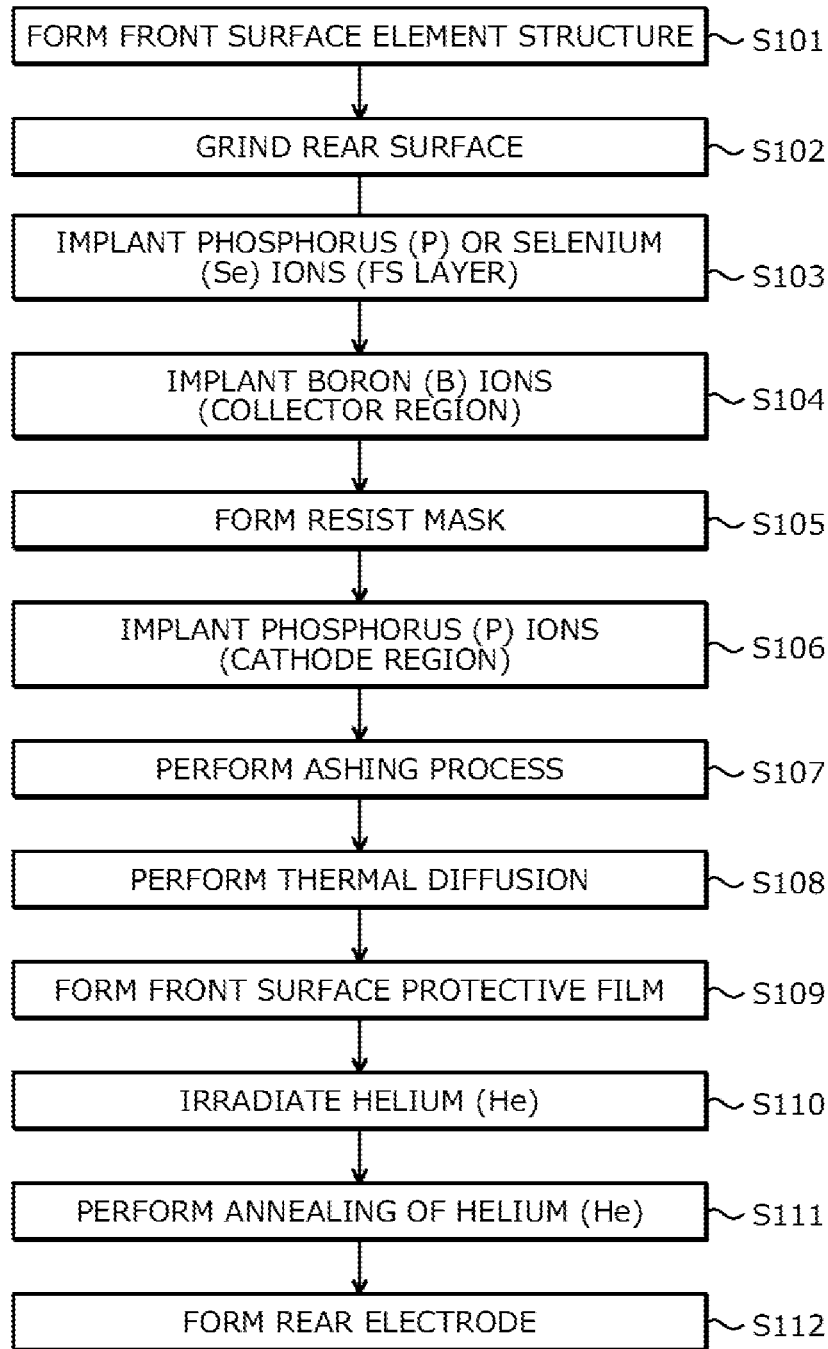 FORM FRONT SURFACE ELEMENT STRUCTURE S101
GRIND REAR SURFACE S102
IMPLANT PHOSPHORUS (P) OR SELENIUM
(Se) IONS (FS LAYER) S103
IMPLANT BORON (B) IONS
(COLLECTOR REGION) S104
FORM RESIST MASK S105
IMPLANT PHOSPHORUS (P) IONS
(CATHODE REGION) S106
PERFORM ASHING PROCESS S107
PERFORM THERMAL DIFFUSION S108
FORM FRONT SURFACE PROTECTIVE FILM S109
IRRADIATE HELIUM (He) S110
PERFORM ANNEALING OF HELIUM (He) S111
FORM REAR ELECTRODE S112